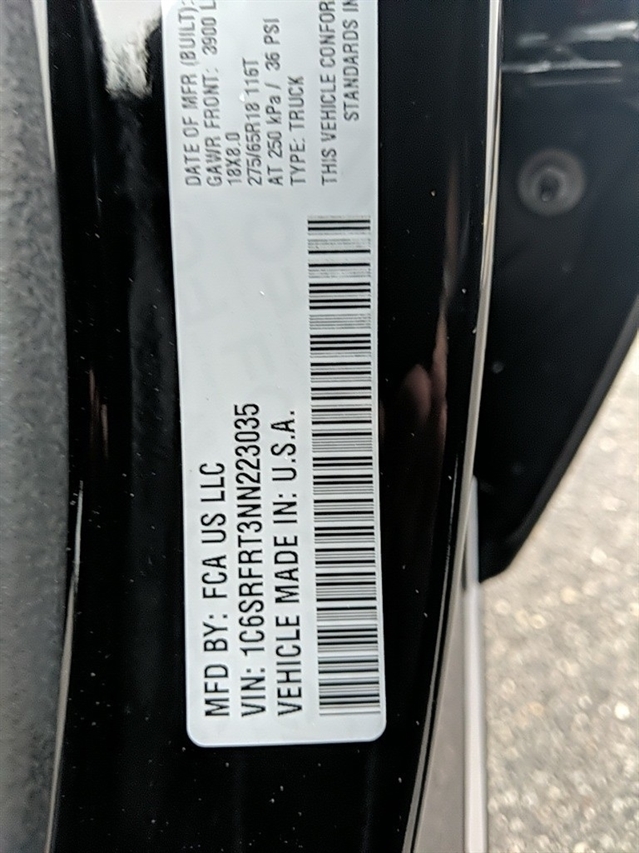 MFD BY: FCA US LLC
VIN: 1C6SRFRT3NN223035
VEHICLE MADE IN: U.S.A.
DATE OF MFR (BUILT):
GAWR FRONT: 3900 L
18X8.0
275/65R18 116T
AT 250 kPa / 36 PSI
TYPE: TRUCK
THIS VEHICLE CONFOR
STANDARDS IN